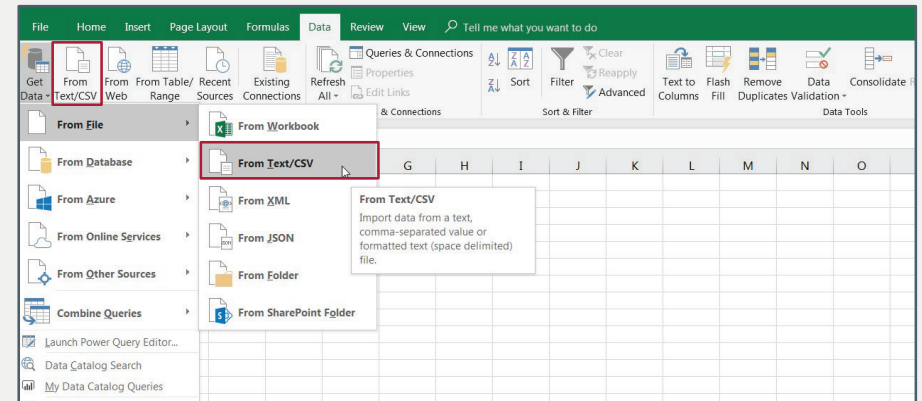 File Home Insert Page Layout Formulas Data Review View Tell me what you want to do
Get Data
From Text/CSV
From Web
From Table/ Range
Recent Sources
Existing Connections
Refresh All
Queries & Connections
Properties
Edit Links
& Connections
Sort
Filter
Clear
Reapply
Advanced
Sort & Filter
Text to Columns
Flash Fill
Remove Duplicates
Data Validation
Consolidate
Data Tools
From File
From Database
From Azure
From Online Services
From Other Sources
Combine Queries
Launch Power Query Editor...
Data Catalog Search
My Data Catalog Queries
From Workbook
From Text/CSV
From XML
From JSON
From Folder
From SharePoint Folder
G H I J K L M N O
From Text/CSV
Import data from a text,
comma-separated value or
formatted text (space delimited)
file.